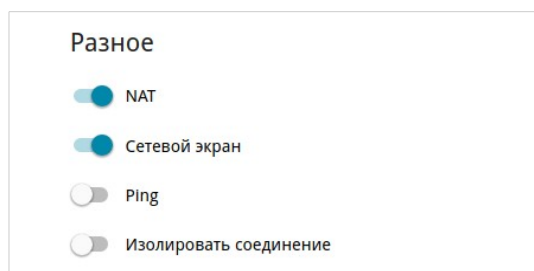 Разное
NAT
Сетевой экран
Ping
Изолировать соединение